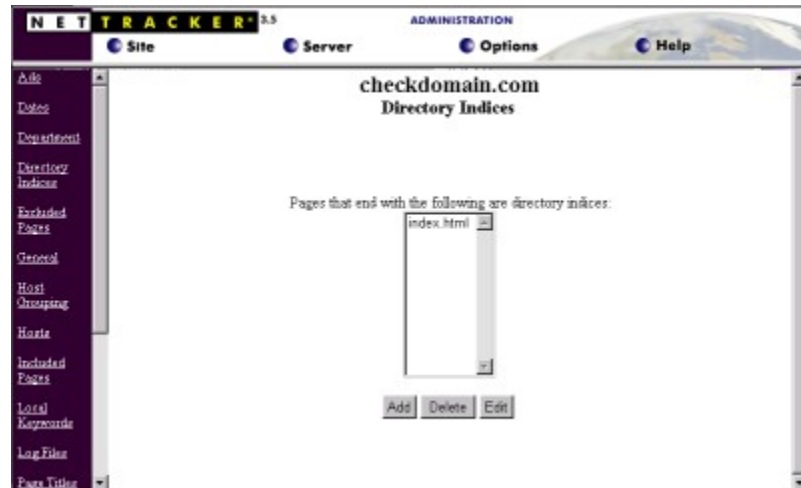 NET TRACKER® 3.5
ADMINISTRATION
Site
Server
Options
Help
Ads
Dates
Department
Directory
Indices
Excluded
Pages
General
Host
Grouping
Hosts
Included
Pages
Local
Keywords
Log Files
Page Titles
checkdomain.com
Directory Indices
Pages that end with the following are directory indices:
index.html
Add
Delete
Edit